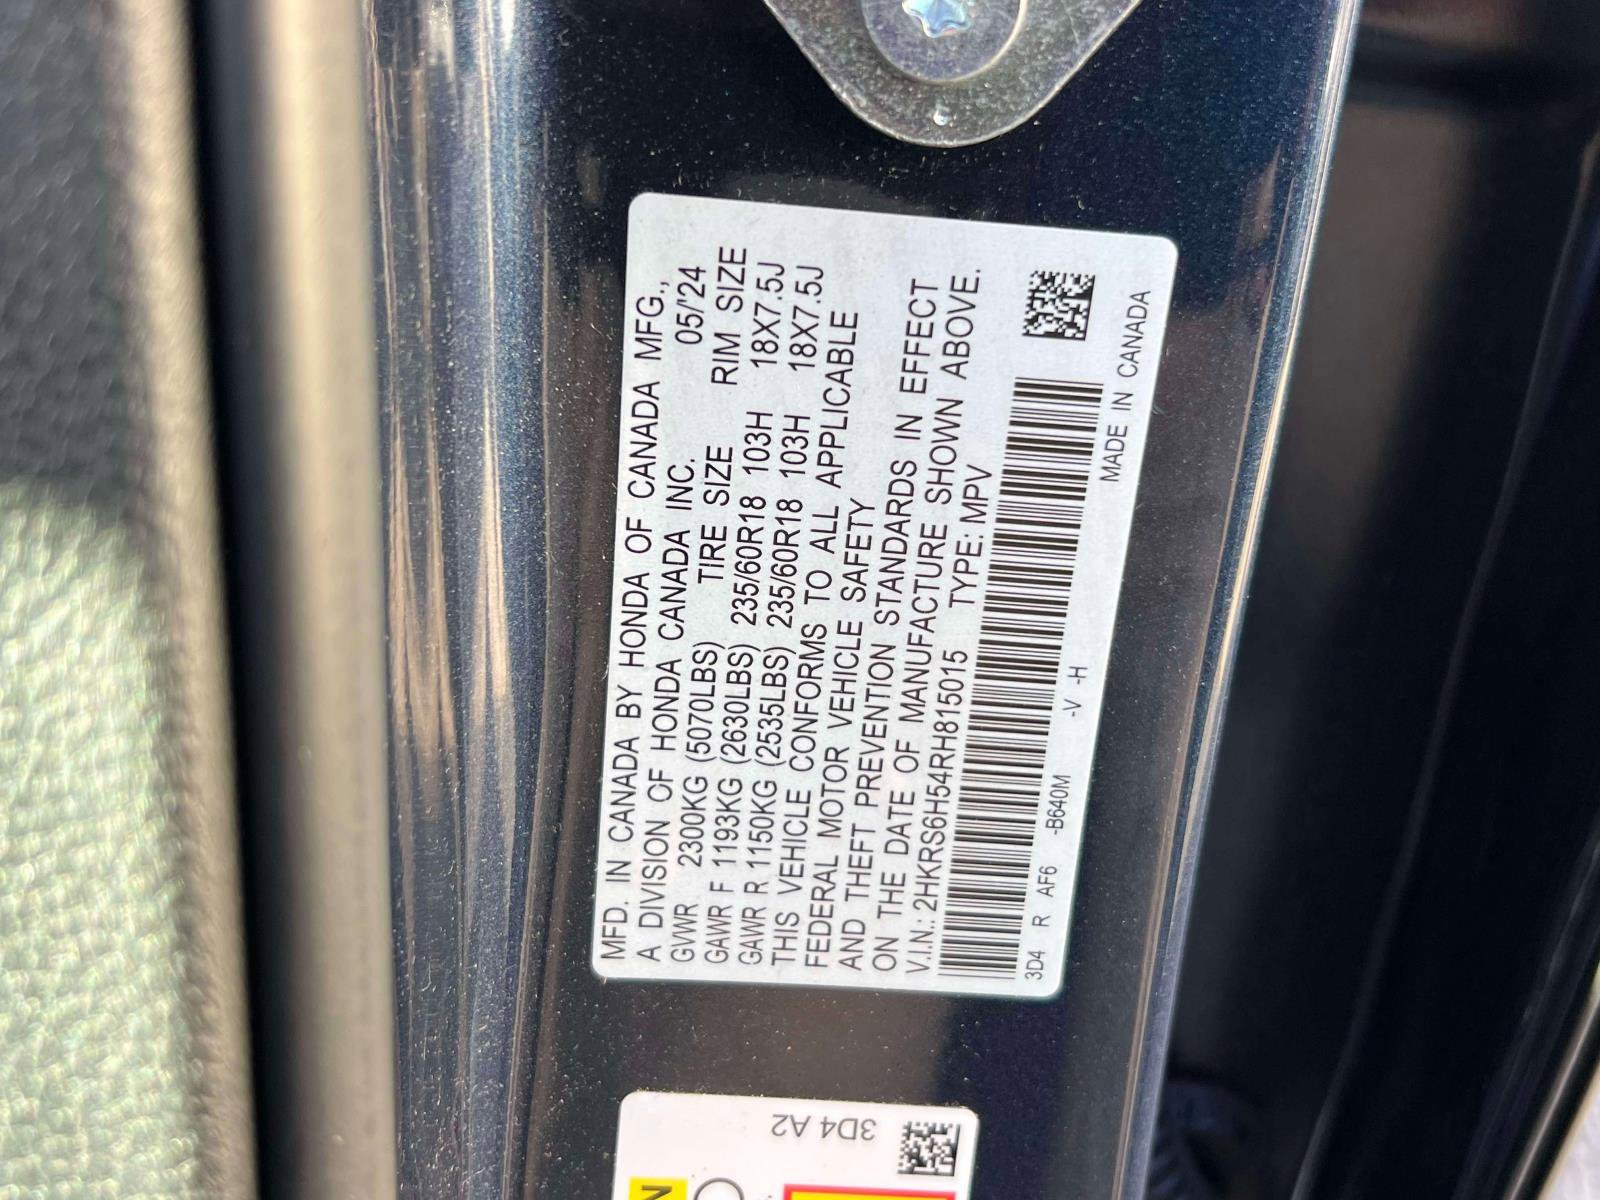 MFD. IN CANADA BY HONDA OF CANADA MFG.,
A DIVISION OF HONDA CANADA INC. 05/'24
GVWR 2300KG (5070LBS) TIRE SIZE RIM SIZE
GAWR F 1193KG (2630LBS) 235/60R18 103H 18X7.5J
GAWR R 1150KG (2535LBS) 235/60R18 103H 18X7.5J
THIS VEHICLE CONFORMS TO ALL APPLICABLE
FEDERAL MOTOR VEHICLE SAFETY
AND THEFT PREVENTION STANDARDS IN EFFECT
ON THE DATE OF MANUFACTURE SHOWN ABOVE.
V.I.N.: 2HKRS6H54RH815015 TYPE: MPV
3D4 R AF6 -B640M -V -H MADE IN CANADA
3D4 A2